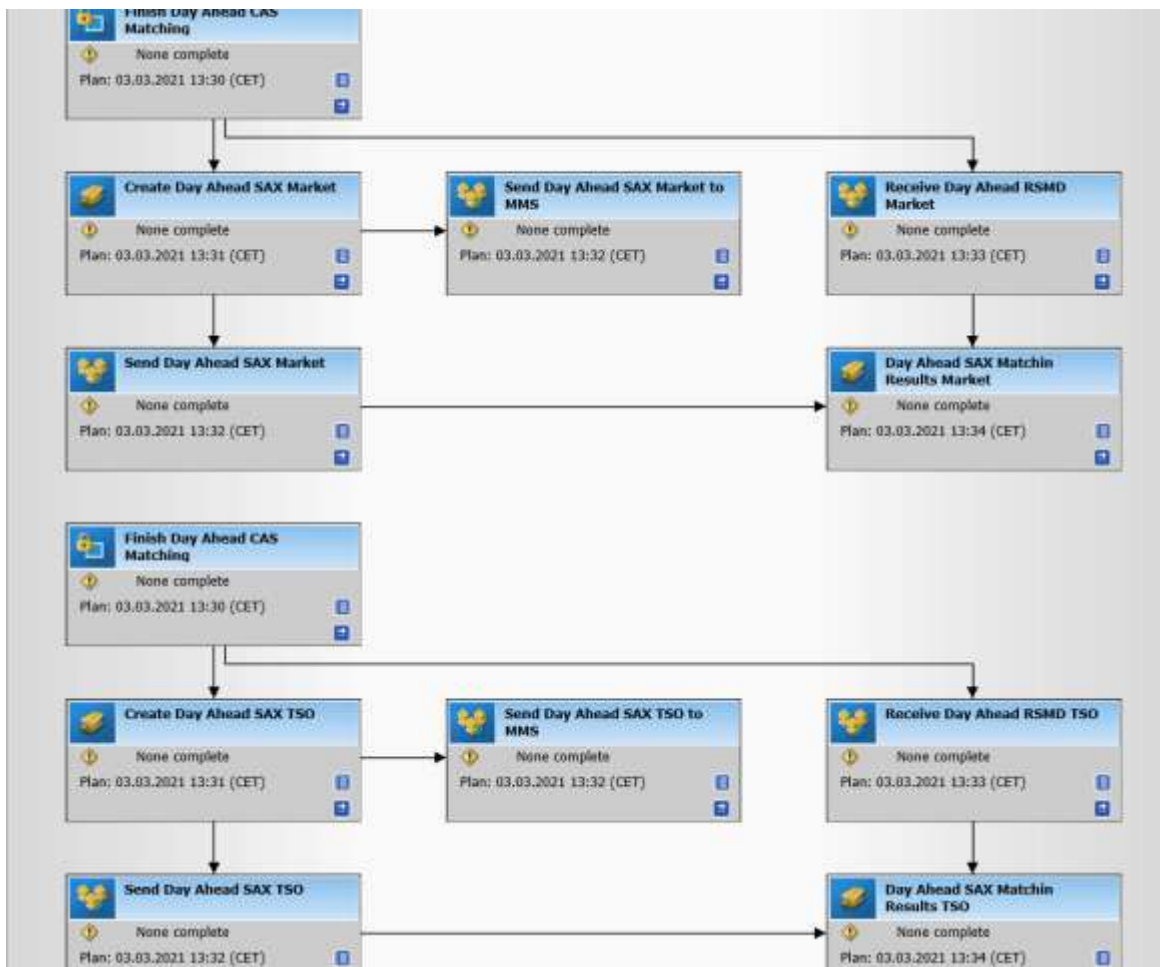 Finish Day Ahead CAS
Matching
None complete
Plan: 03.03.2021 13:30 (CET)
Create Day Ahead SAX Market
None complete
Plan: 03.03.2021 13:31 (CET)
Send Day Ahead SAX Market to
MMS
None complete
Plan: 03.03.2021 13:32 (CET)
Receive Day Ahead RSMD
Market
None complete
Plan: 03.03.2021 13:33 (CET)
Send Day Ahead SAX Market
None complete
Plan: 03.03.2021 13:32 (CET)
Day Ahead SAX Matchin
Results Market
None complete
Plan: 03.03.2021 13:34 (CET)
Finish Day Ahead CAS
Matching
None complete
Plan: 03.03.2021 13:30 (CET)
Create Day Ahead SAX TSO
None complete
Plan: 03.03.2021 13:31 (CET)
Send Day Ahead SAX TSO to
MMS
None complete
Plan: 03.03.2021 13:32 (CET)
Receive Day Ahead RSMD TSO
None complete
Plan: 03.03.2021 13:33 (CET)
Send Day Ahead SAX TSO
None complete
Plan: 03.03.2021 13:32 (CET)
Day Ahead SAX Matchin
Results TSO
None complete
Plan: 03.03.2021 13:34 (CET)